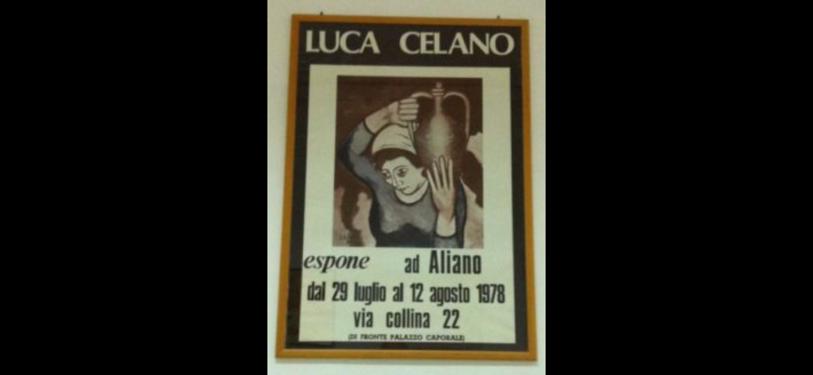 LUCA CELANO
espone ad Aliano
dal 29 luglio al 12 agosto 1978
via collina 22
(DI FRONTE PALAZZO CAPORALE)